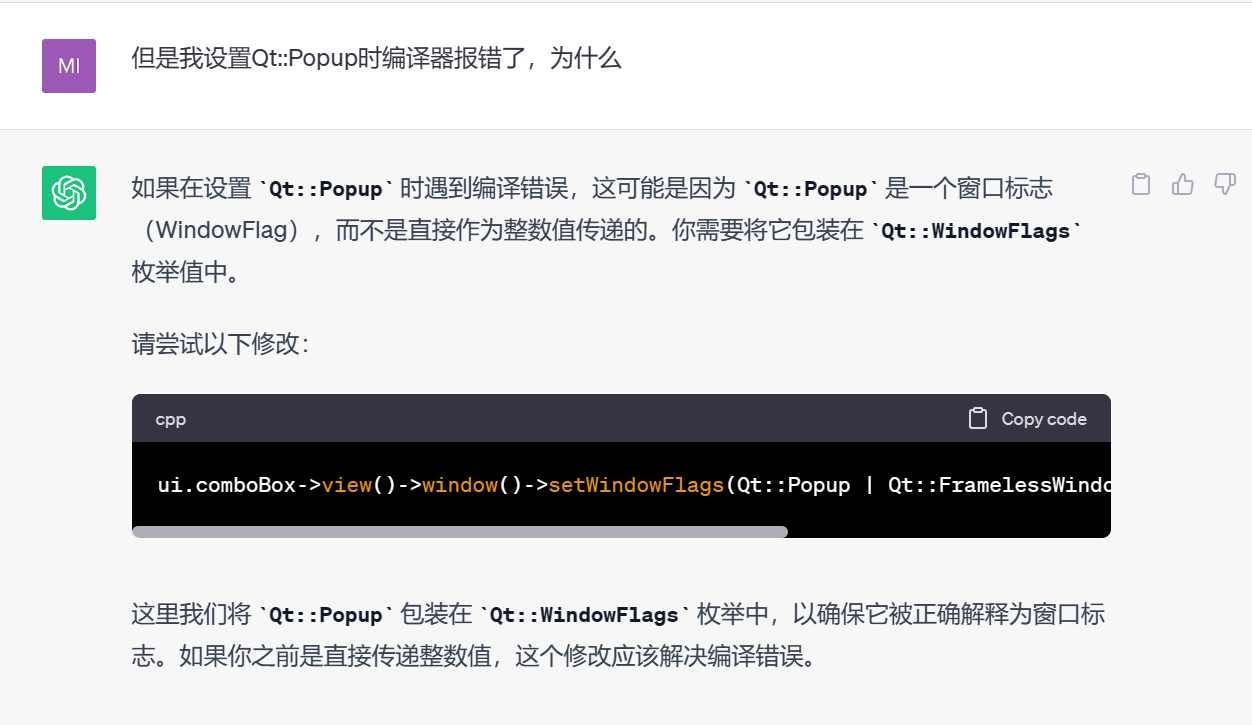 MI
但是我设置Qt::Popup时编译器报错了，为什么
如果在设置 `Qt::Popup` 时遇到编译错误，这可能是因为 `Qt::Popup` 是一个窗口标志
（WindowFlag），而不是直接作为整数值传递的。你需要将它包装在 `Qt::WindowFlags`
枚举值中。
请尝试以下修改：
cpp
Copy code
ui.comboBox->view()->window()->setWindowFlags(Qt::Popup | Qt::FramelessWindo
这里我们将 `Qt::Popup` 包装在 `Qt::WindowFlags` 枚举中，以确保它被正确解释为窗口标
志。如果你之前是直接传递整数值，这个修改应该解决编译错误。